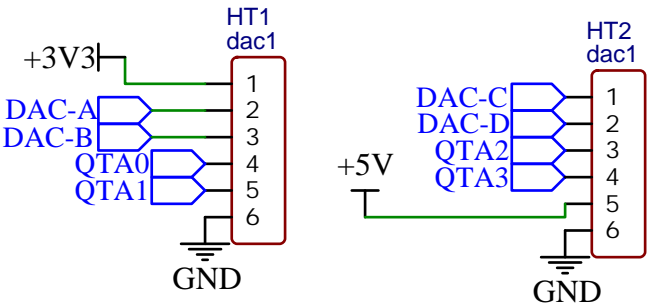 HT1
dac1
+3V3
1
DAC-A
2
DAC-B
3
QTA0
4
QTA1
5
6
GND
HT2
dac1
DAC-C
1
DAC-D
2
QTA2
3
QTA3
4
+5V
5
6
GND